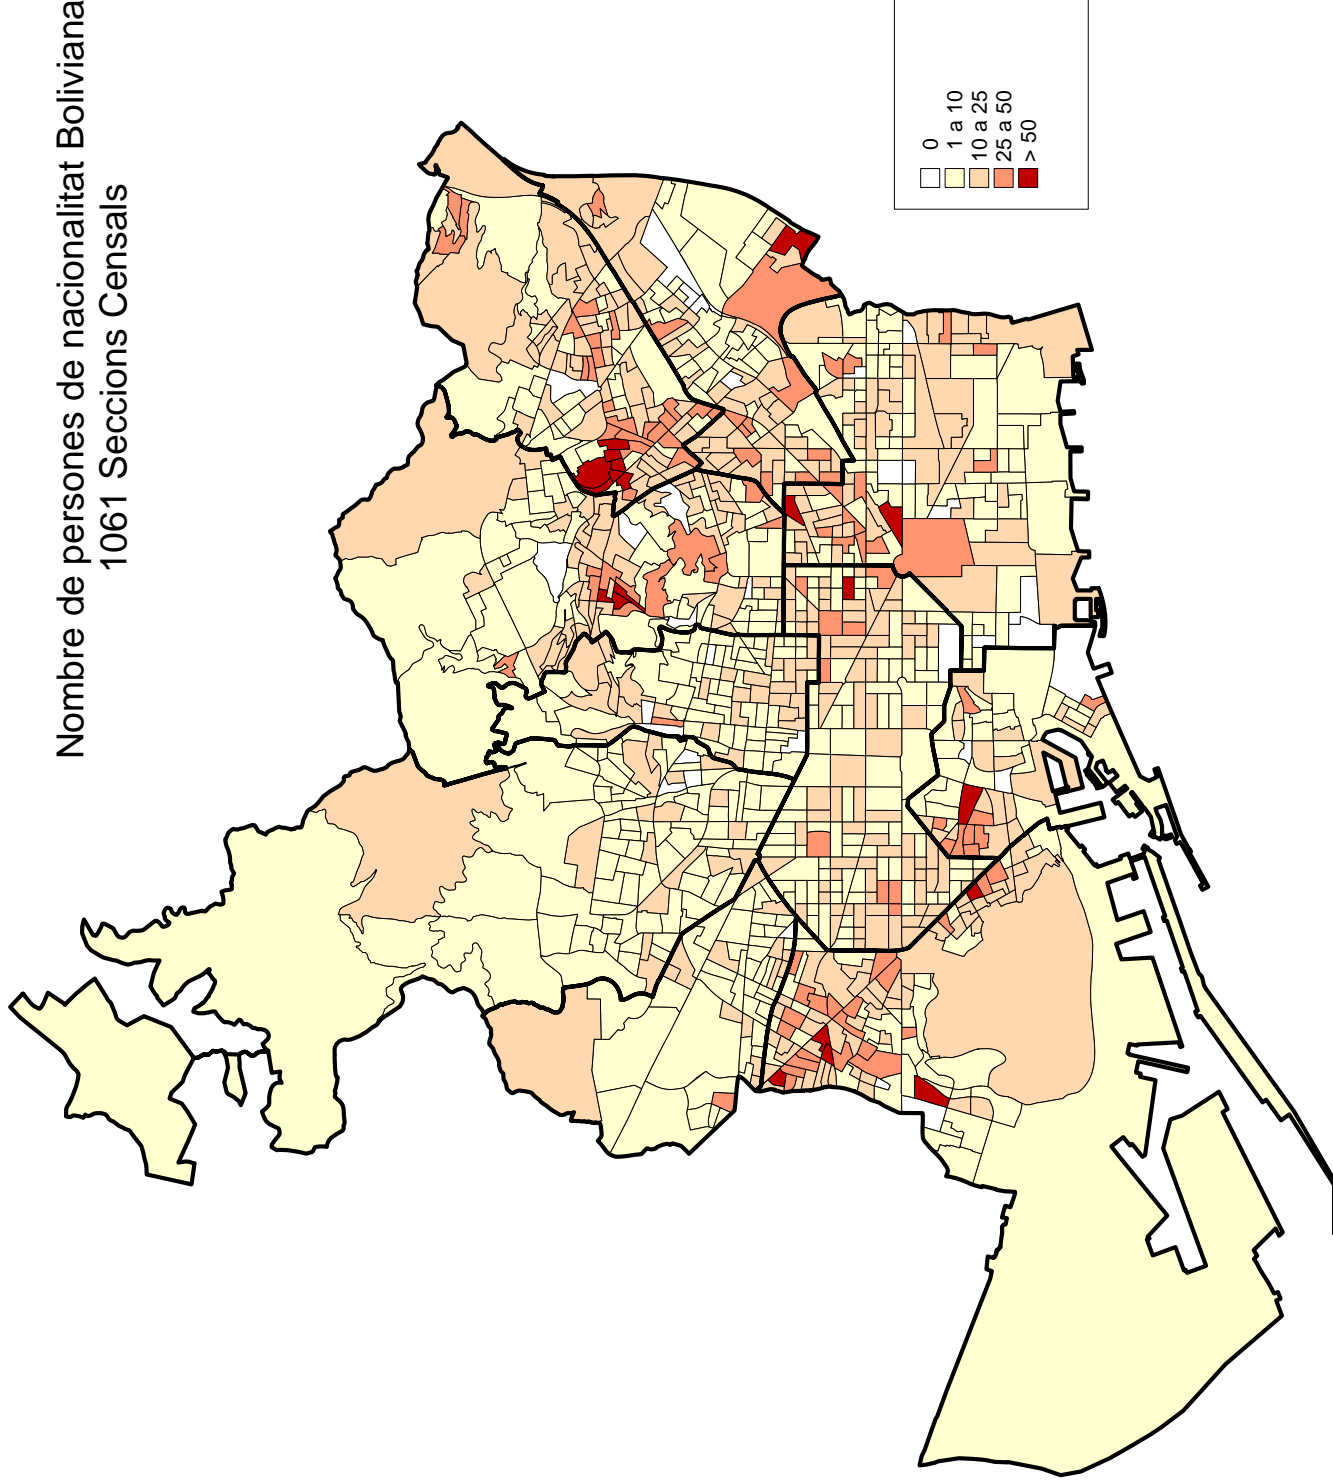 Nombre de persones de nacionalitat Boliviana
1061 Seccions Censals
0
1 a 10
10 a 25
25 a 50
> 50